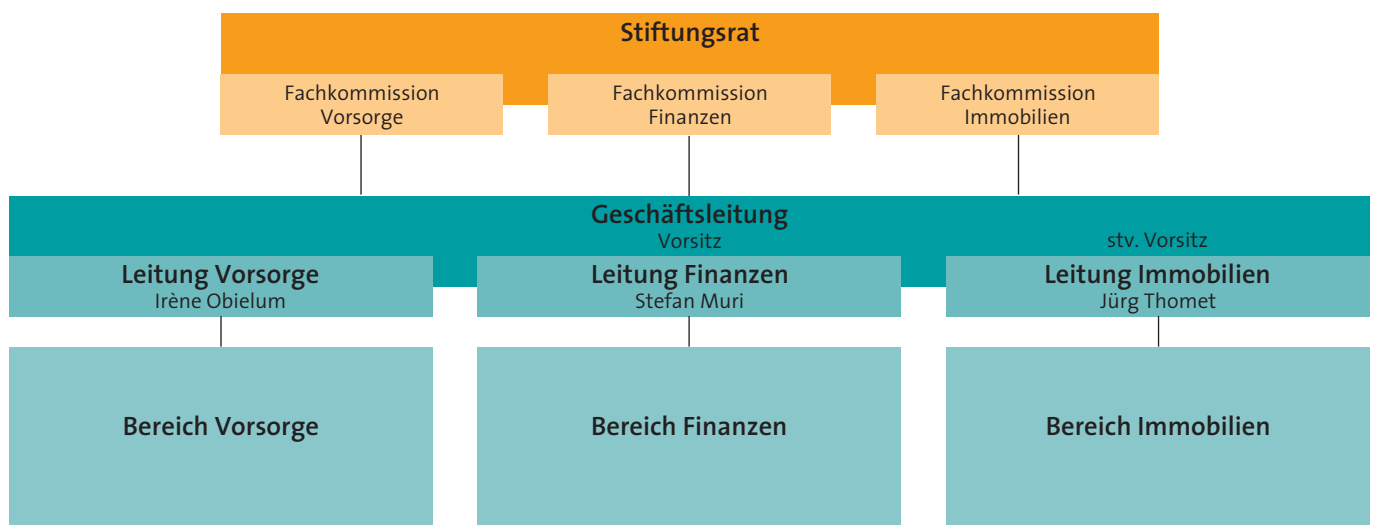 Stiftungsrat
Fachkommission
Vorsorge
Fachkommission
Finanzen
Fachkommission
Immobilien
Geschäftsleitung
Vorsitz
stv. Vorsitz
Leitung Vorsorge
Irène Obielum
Leitung Finanzen
Stefan Muri
Leitung Immobilien
Jürg Thomet
Bereich Vorsorge
Bereich Finanzen
Bereich Immobilien